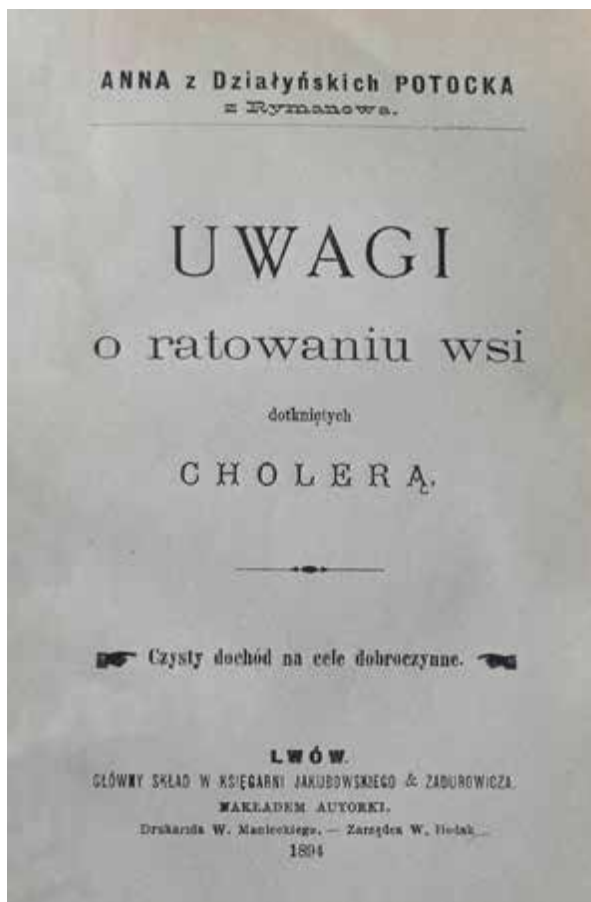 ANNA z Działyńskich POTOCKA
z Rymanowa.
UWAGI
o ratowaniu wsi
dotkniętych
CHOLERĄ.
Czysty dochód na cele dobroczynne.
LWÓW.
GŁÓWNY SKŁAD W KSIĘGARNI JAKUBOWSKIEGO & ZADUROWICZA.
NAKŁADEM AUTORKI.
Drukarnia W. Manieckiego. — Zarządca W. Hodak
1894